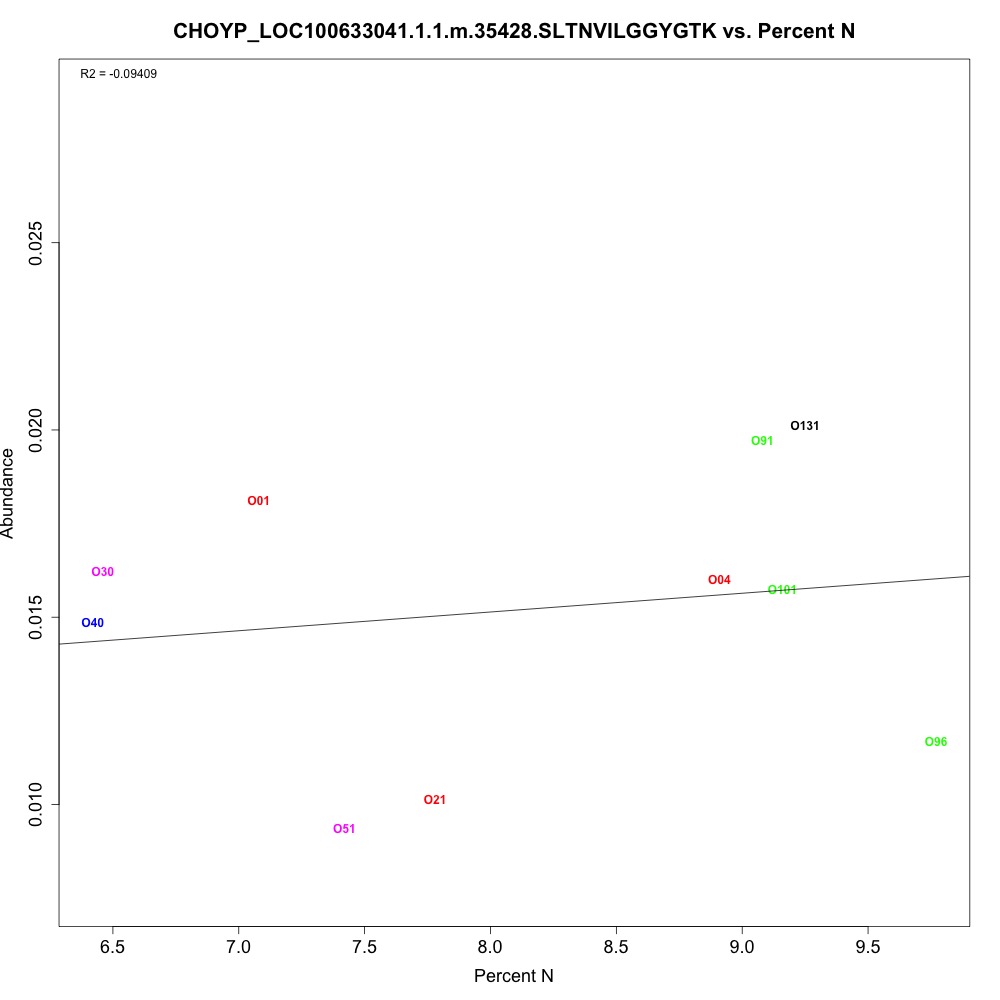 CHOYP_LOC100633041.1.1.m.35428.SLTNVILGGYGTK vs. Percent N
R2 = -0.09409
0.025
0.020
0.015
0.010
Abundance
O131
O91
O01
O30
O04
O101
O40
O96
O21
O51
6.5 7.0 7.5 8.0 8.5 9.0 9.5
Percent N